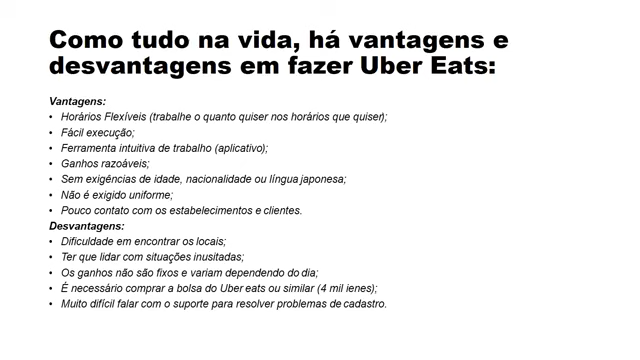 Como tudo na vida, há vantagens e
desvantagens em fazer Uber Eats:
Vantagens:
• Horários Flexíveis (trabalhe o quanto quiser nos horários que quiser);
• Fácil execução;
• Ferramenta intuitiva de trabalho (aplicativo);
• Ganhos razoáveis;
• Sem exigências de idade, nacionalidade ou língua japonesa;
• Não é exigido uniforme;
• Pouco contato com os estabelecimentos e clientes.
Desvantagens:
• Dificuldade em encontrar os locais;
• Ter que lidar com situações inusitadas;
• Os ganhos não são fixos e variam dependendo do dia;
• É necessário comprar a bolsa do Uber eats ou similar (4 mil ienes);
• Muito difícil falar com o suporte para resolver problemas de cadastro.